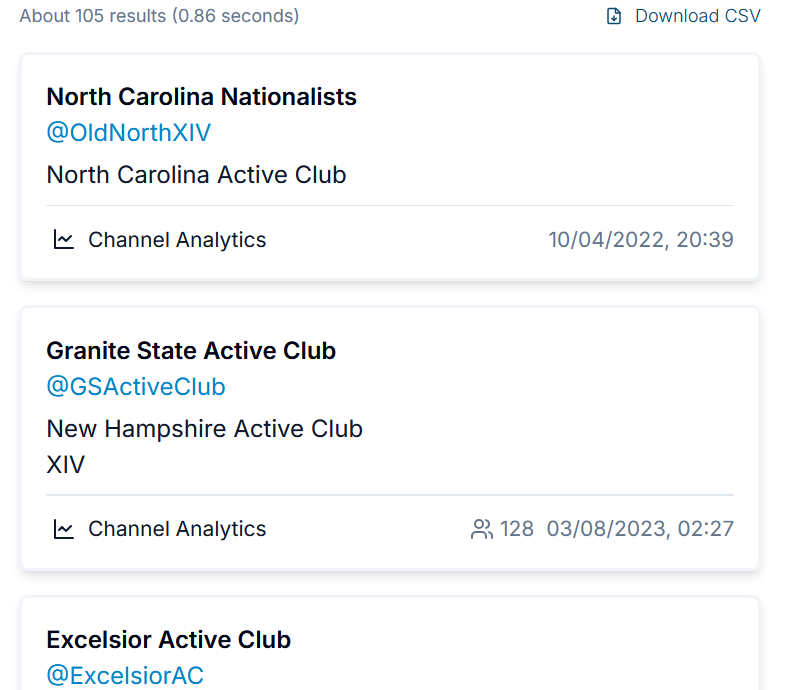 About 105 results (0.86 seconds)
Download CSV
North Carolina Nationalists
@OldNorthXIV
North Carolina Active Club
Channel Analytics
10/04/2022, 20:39
Granite State Active Club
@GSActiveClub
New Hampshire Active Club
XIV
Channel Analytics
128 03/08/2023, 02:27
Excelsior Active Club
@ExcelsiorAC